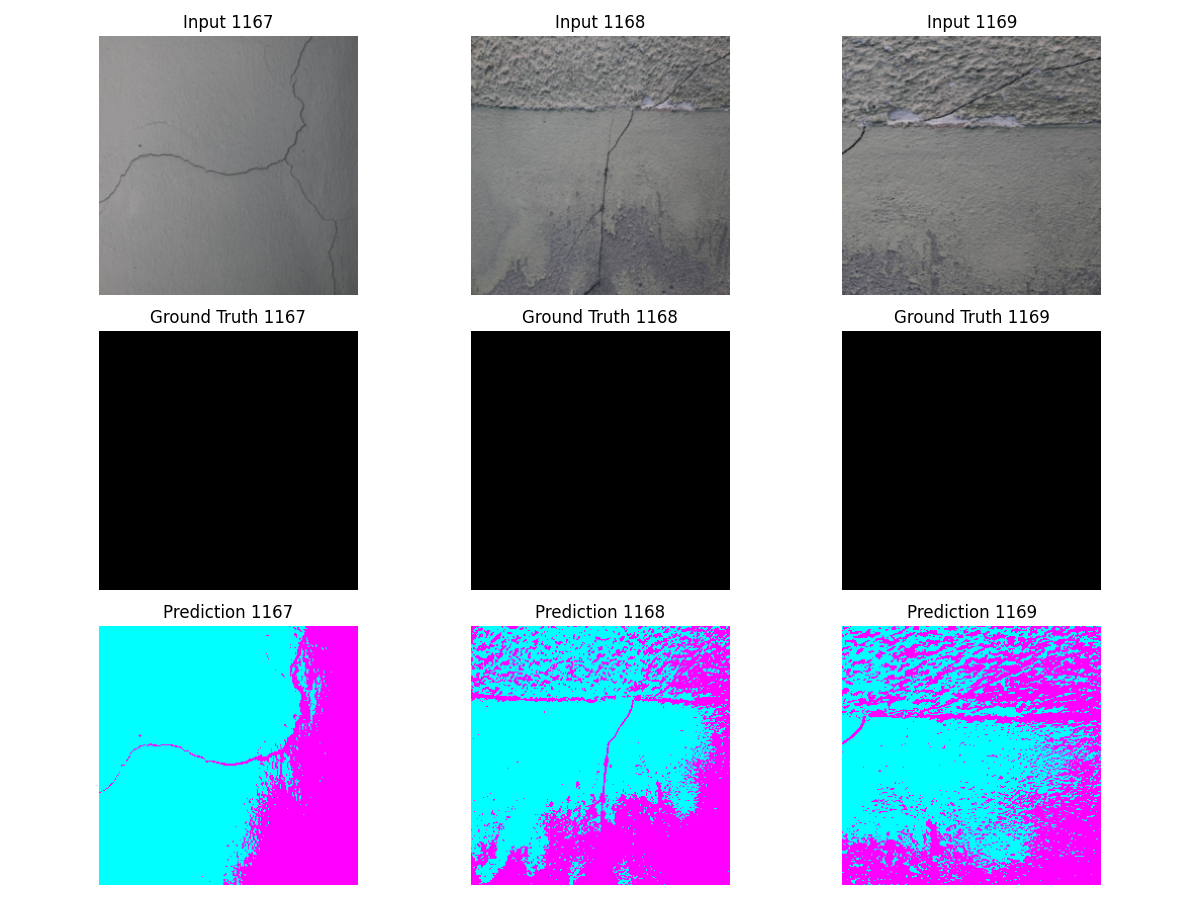 Input 1167
Input 1168
Input 1169
Ground Truth 1167
Ground Truth 1168
Ground Truth 1169
Prediction 1167
Prediction 1168
Prediction 1169